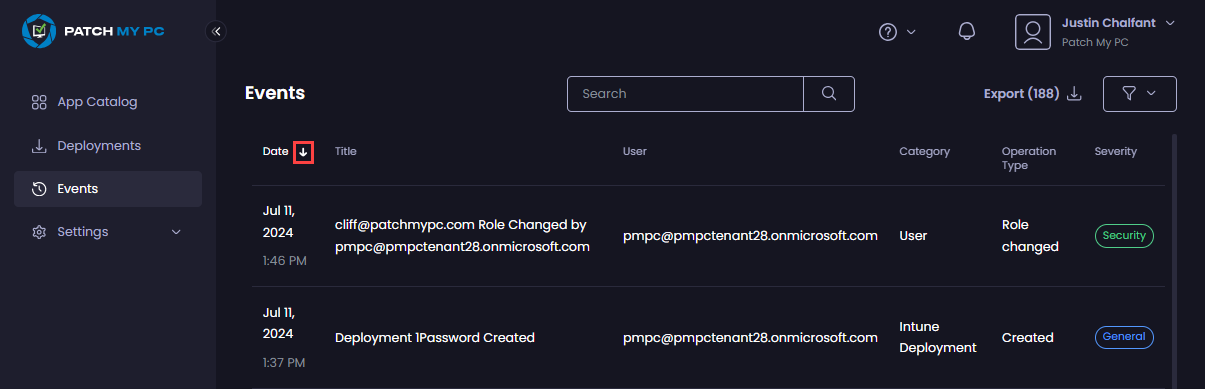 PATCH MY PC
Justin Chalfant
Patch My PC
App Catalog
Deployments
Events
Settings
Events
Search
Export (188)
Date
Title
User
Category
Operation
Type
Severity
Jul 11,
2024
1:46 PM
cliff@patchmypc.com Role Changed by
pmpc@pmpctenant28.onmicrosoft.com
pmpc@pmpctenant28.onmicrosoft.com
User
Role
changed
Security
Jul 11,
2024
1:37 PM
Deployment 1Password Created
pmpc@pmpctenant28.onmicrosoft.com
Intune
Deployment
Created
General